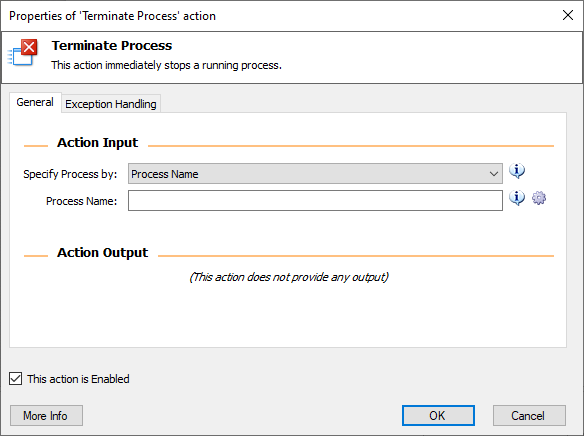 Properties of 'Terminate Process' action
Terminate Process
This action immediately stops a running process.
General Exception Handling
Action Input
Specify Process by: Process Name
Process Name:
Action Output
(This action does not provide any output)
This action is Enabled
More Info OK Cancel